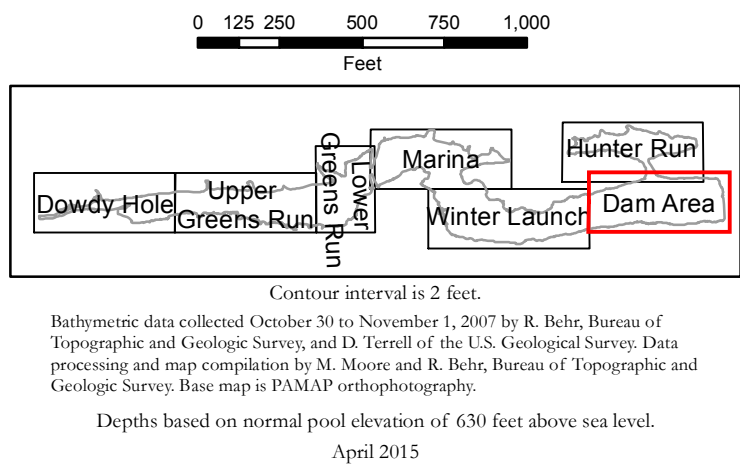 0 125 250 500 750 1,000
Feet
Hunter Run
Marina
Lower
Greens Run
Upper
Greens Run
Dowdy Hole
Winter Launch
Dam Area
Contour interval is 2 feet.
Bathymetric data collected October 30 to November 1, 2007 by R. Behr, Bureau of
Topographic and Geologic Survey, and D. Terrell of the U.S. Geological Survey. Data
processing and map compilation by M. Moore and R. Behr, Bureau of Topographic and
Geologic Survey. Base map is PAMAP orthophotography.
Depths based on normal pool elevation of 630 feet above sea level.
April 2015